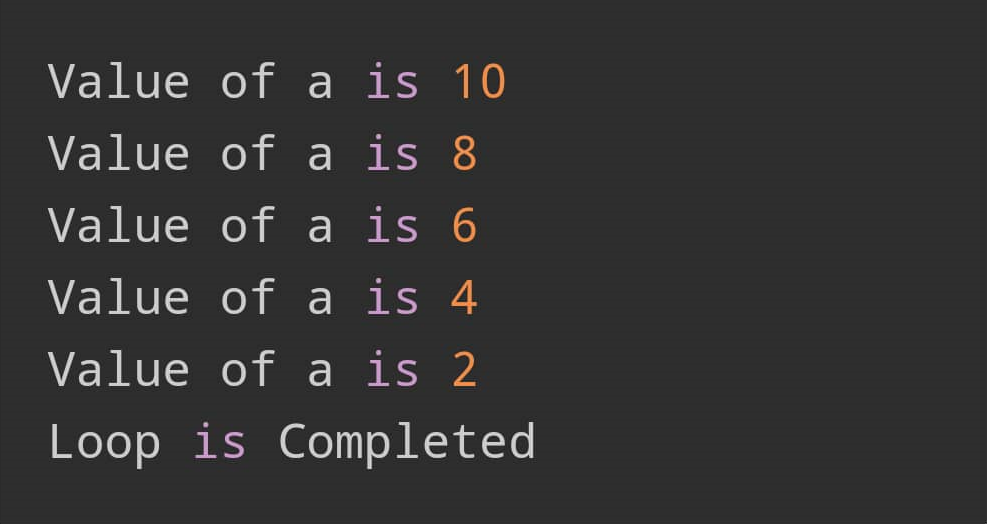 Value of a is 10
Value of a is 8
Value of a is 6
Value of a is 4
Value of a is 2
Loop is Completed